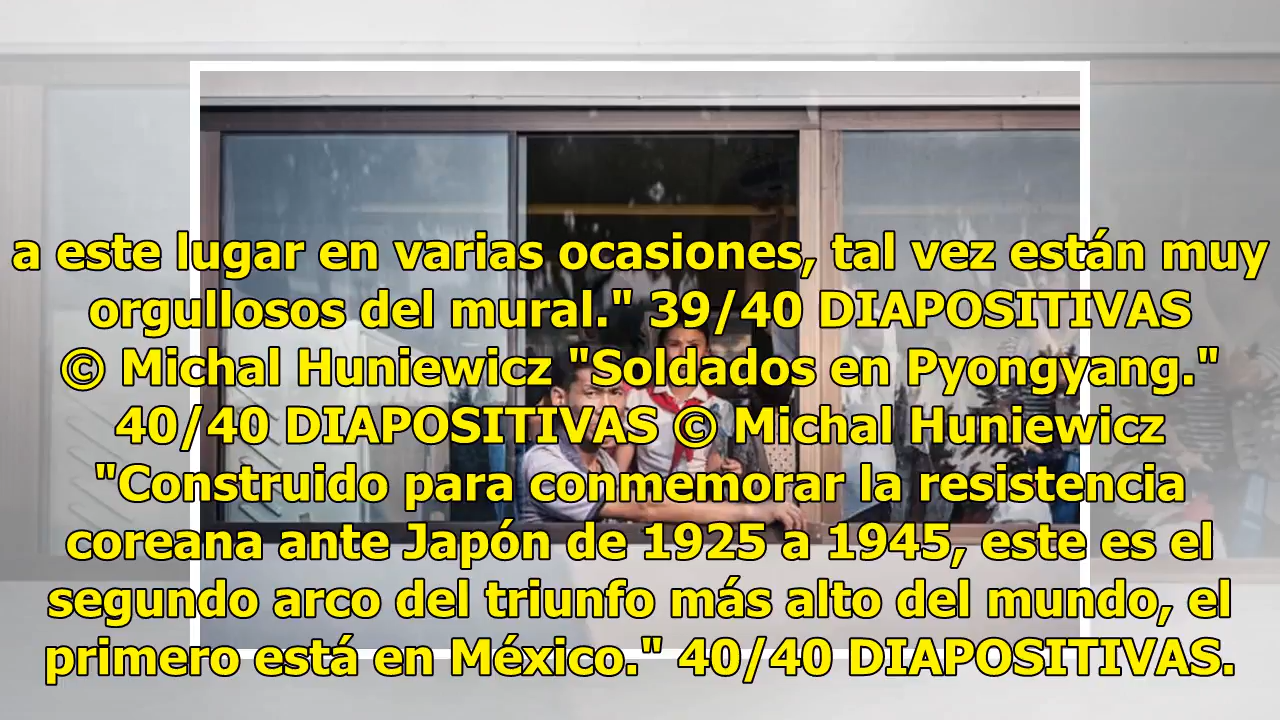 a este lugar en varias ocasiones, tal vez están muy
orgullosos del mural." 39/40 DIAPOSITIVAS
© Michal Huniewicz "Soldados en Pyongyang."
40/40 DIAPOSITIVAS © Michal Huniewicz
"Construido para conmemorar la resistencia
coreana ante Japón de 1925 a 1945, este es el
segundo arco del triunfo más alto del mundo, el
primero está en México." 40/40 DIAPOSITIVAS.